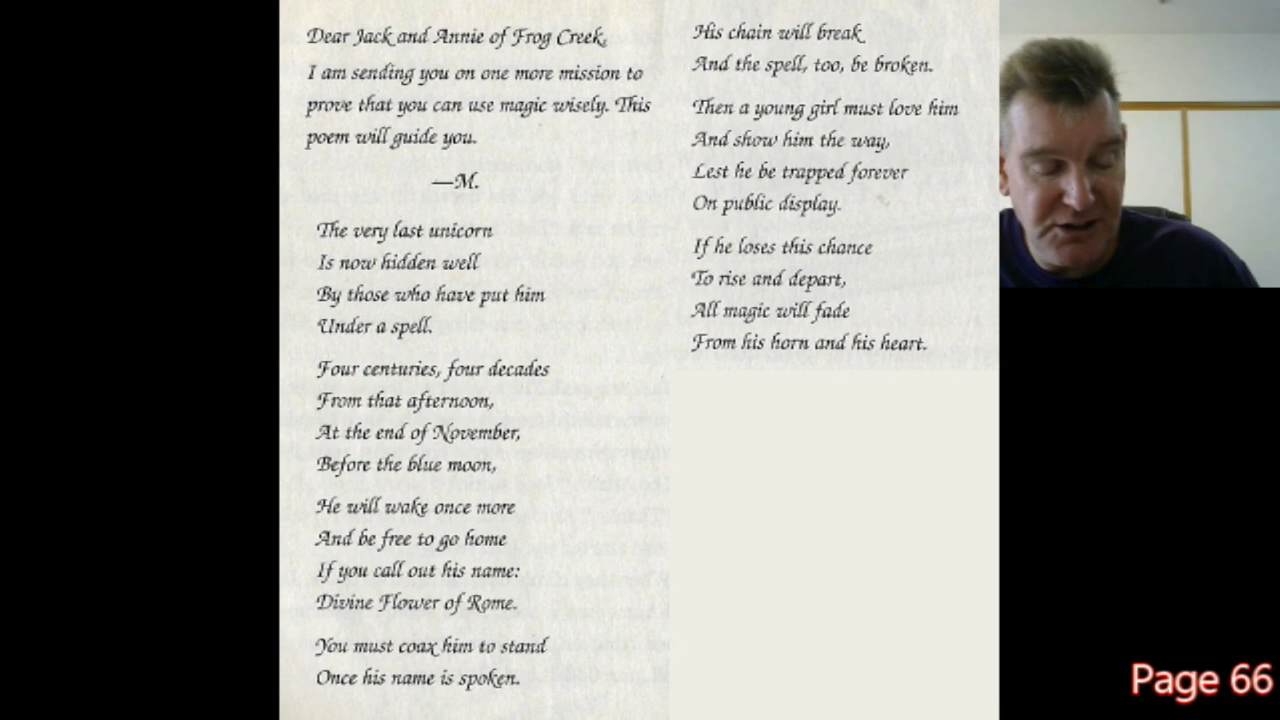 Dear Jack and Annie of Frog Creek,
I am sending you on one more mission to
prove that you can use magic wisely. This
poem will guide you.
—M.
The very last unicorn
Is now hidden well
By those who have put him
Under a spell.
Four centuries, four decades
From that afternoon,
At the end of November,
Before the blue moon,
He will wake once more
And be free to go home
If you call out his name:
Divine Flower of Rome.
You must coax him to stand
Once his name is spoken.
His chain will break
And the spell, too, be broken.
Then a young girl must love him
And show him the way,
Lest he be trapped forever
On public display.
If he loses this chance
To rise and depart,
All magic will fade
From his horn and his heart.
Page 66